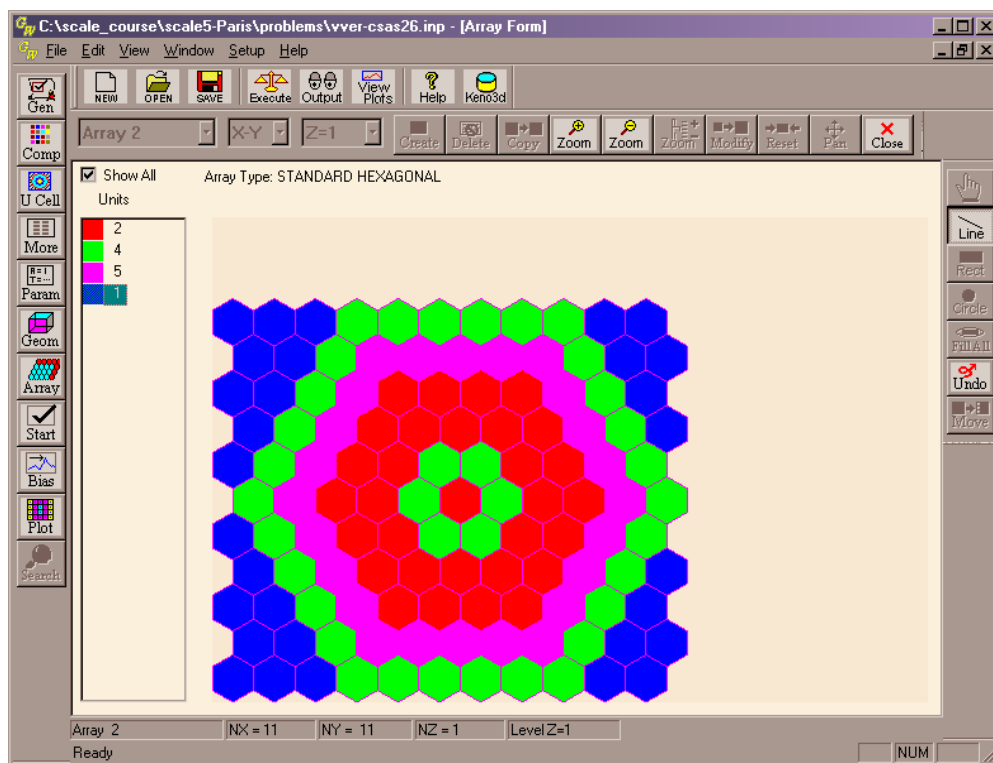 C:\scale_course\scale5-Paris\problems\vver-csas26.inp - [Array Form]
File Edit View Window Setup Help
NEW OPEN SAVE Execute Output View Plots Help Keno3d
Array 2 X-Y Z=1 Create Delete Copy Zoom Zoom Zoom Modify Reset Pan Close
Gen
Comp
U Cell
More
Param
Geom
Array
Start
Bias
Plot
Search
Show All Array Type: STANDARD HEXAGONAL
Units
2
4
5
1
Line
Rect
Circle
Fill All
Undo
Move
Array 2 NX = 11 NY = 11 NZ = 1 Level Z=1
Ready NUM